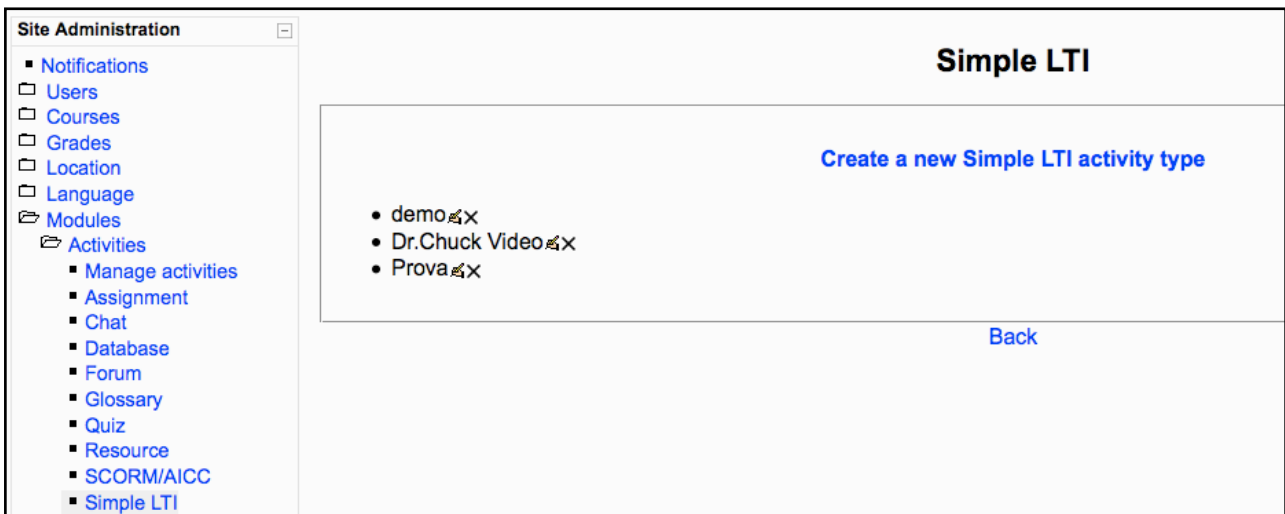 Site Administration
Notifications
Users
Courses
Grades
Location
Language
Modules
Activities
Manage activities
Assignment
Chat
Database
Forum
Glossary
Quiz
Resource
SCORM/AICC
Simple LTI
Simple LTI
Create a new Simple LTI activity type
demo
Dr.Chuck Video
Prova
Back